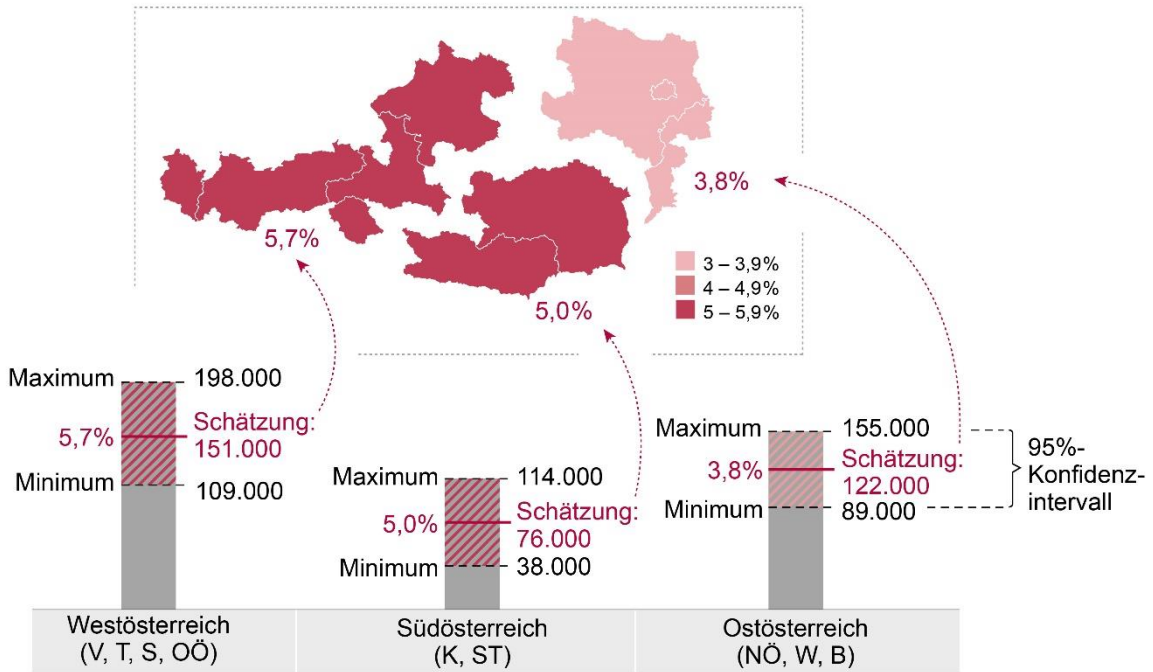 3,8%
5,7%
5,0%
3 – 3,9%
4 – 4,9%
5 – 5,9%
Maximum
198.000
5,7%
Schätzung:
151.000
Minimum
109.000
Maximum
114.000
5,0%
Schätzung:
76.000
Minimum
38.000
Maximum
155.000
3,8%
Schätzung:
122.000
Minimum
89.000
95%-
Konfidenz-
intervall
Westösterreich
(V, T, S, OÖ)
Südösterreich
(K, ST)
Ostösterreich
(NÖ, W, B)